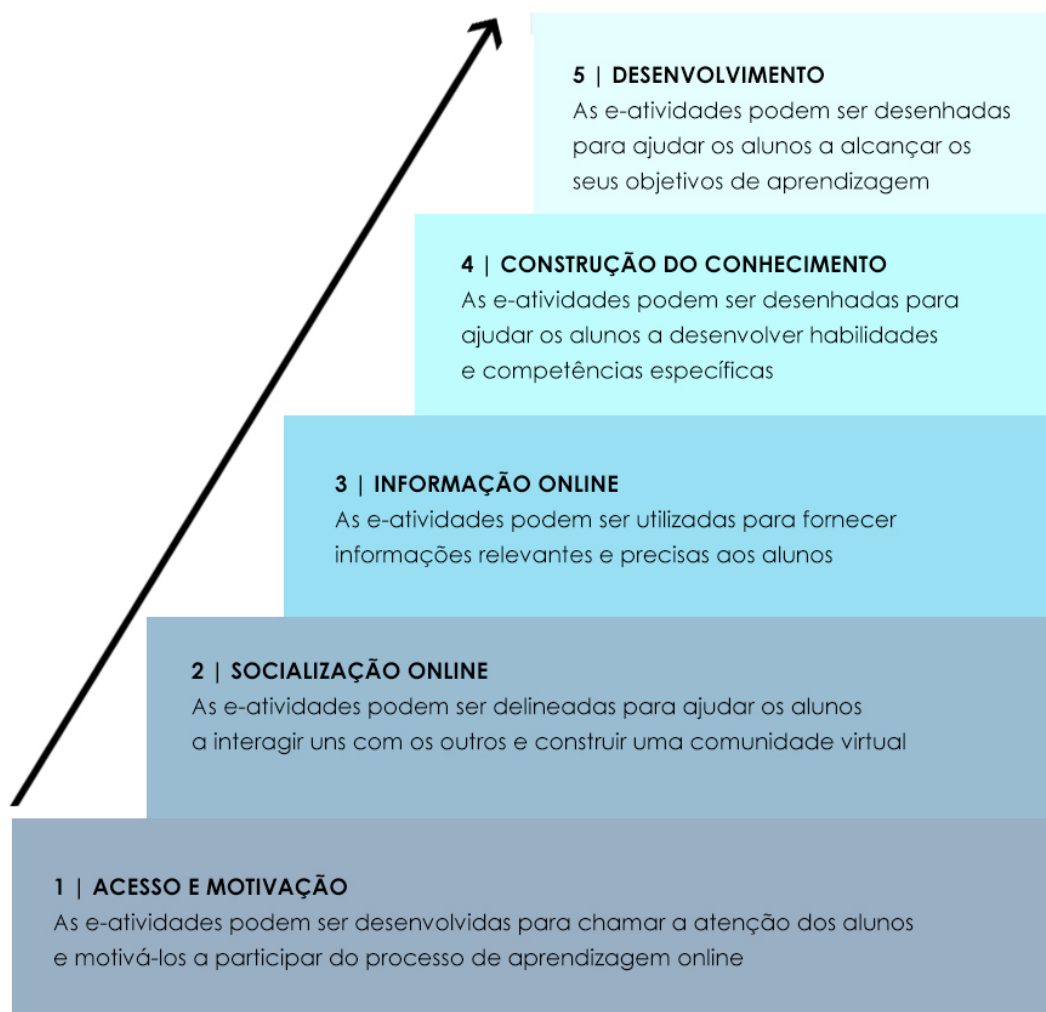 5 | DESENVOLVIMENTO
As e-atividades podem ser desenhadas
para ajudar os alunos a alcançar os
seus objetivos de aprendizagem
4 | CONSTRUÇÃO DO CONHECIMENTO
As e-atividades podem ser desenhadas para
ajudar os alunos a desenvolver habilidades
e competências específicas
3 | INFORMAÇÃO ONLINE
As e-atividades podem ser utilizadas para fornecer
informações relevantes e precisas aos alunos
2 | SOCIALIZAÇÃO ONLINE
As e-atividades podem ser delineadas para ajudar os alunos
a interagir uns com os outros e construir uma comunidade virtual
1 | ACESSO E MOTIVAÇÃO
As e-atividades podem ser desenvolvidas para chamar a atenção dos alunos
e motivá-los a participar do processo de aprendizagem online